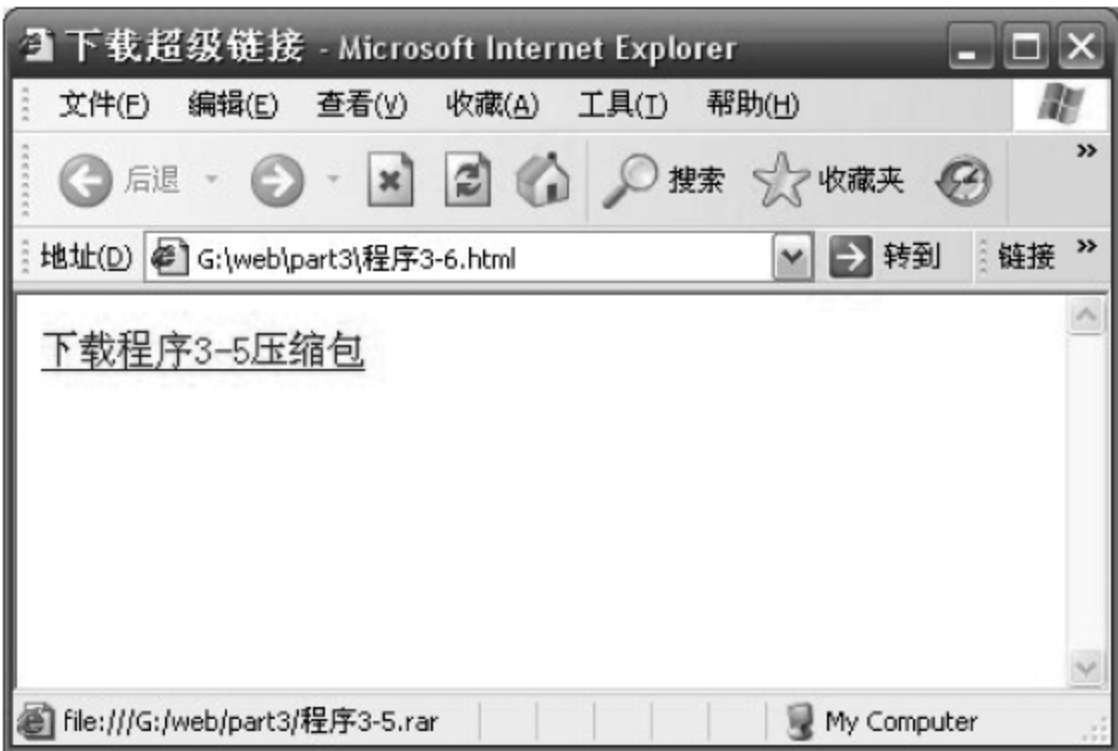 下载超级链接 - Microsoft Internet Explorer
文件(F) 编辑(E) 查看(V) 收藏(A) 工具(T) 帮助(H)
后退 搜索 收藏夹 »
地址(D) G:\web\part3\程序3-6.html 转到 链接 »
下载程序3-5压缩包
file:///G:/web/part3/程序3-5.rar My Computer